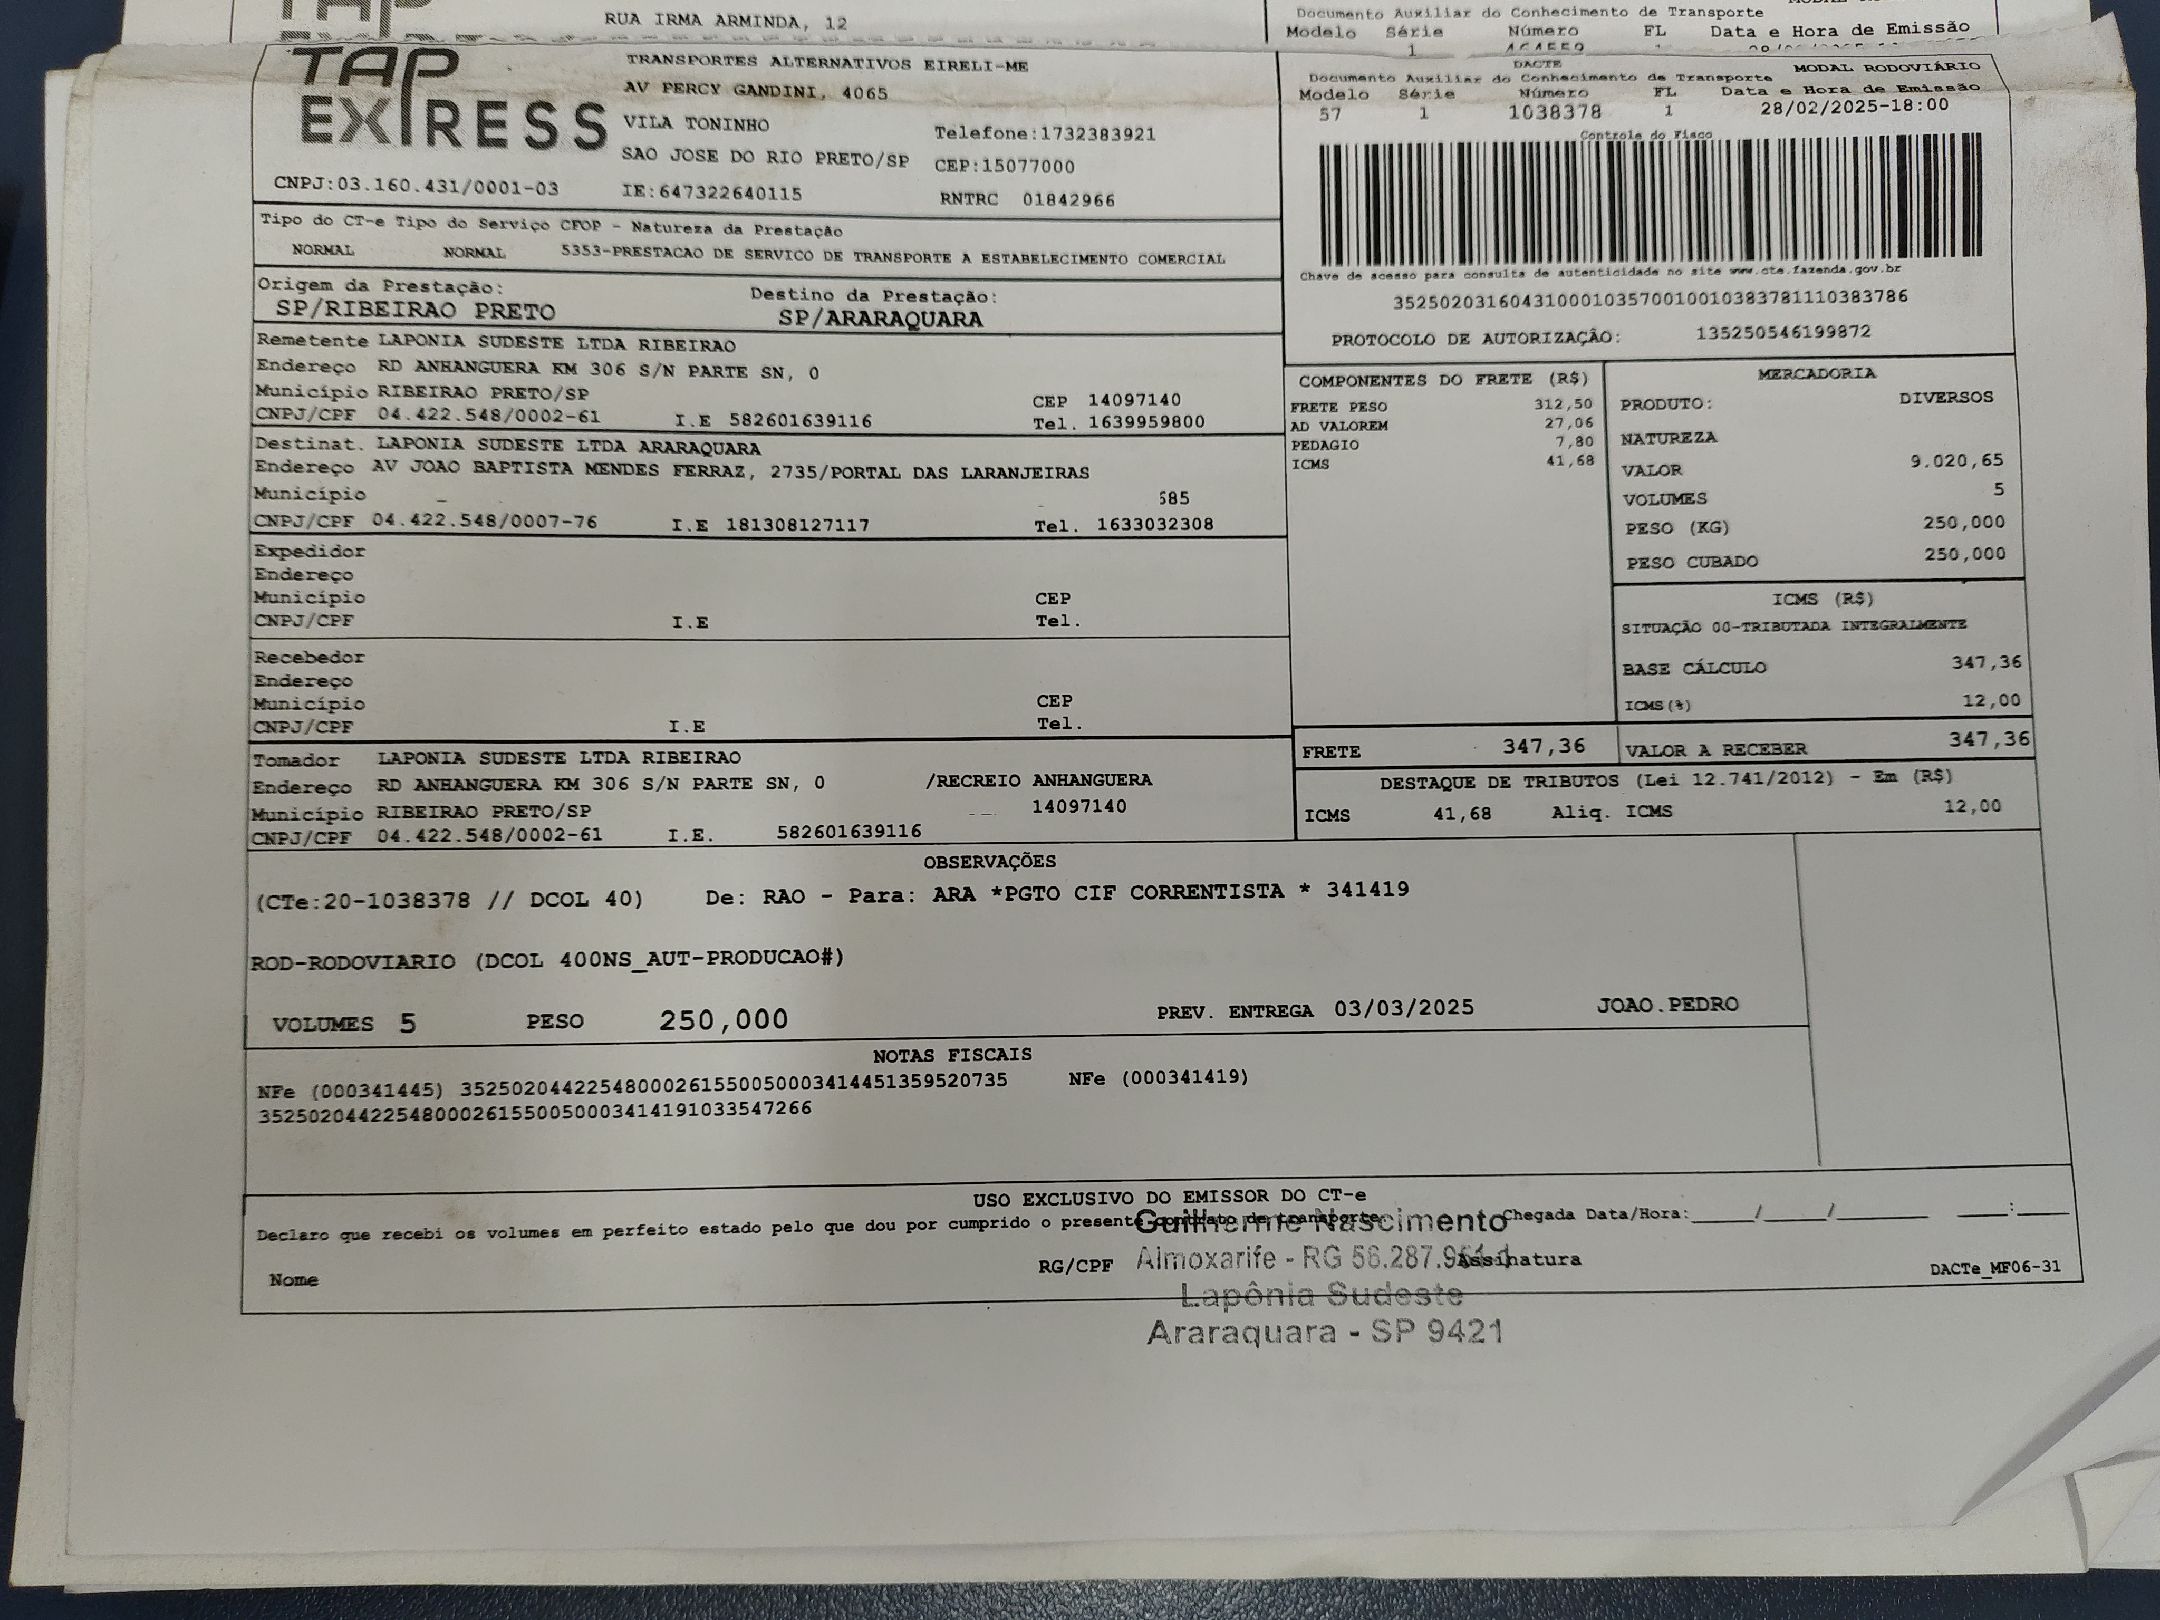 TAP
RUA IRMA ARMINDA, 12
Documento Auxiliar do Conhecimento de Transporte
Modelo Série Número FL Data e Hora de Emissão
1
TAP
EXPRESS
TRANSPORTES ALTERNATIVOS EIRELI-ME
AV PERCY GANDINI, 4065
VILA TONINHO
Telefone:1732383921
SAO JOSE DO RIO PRETO/SP CEP:15077000
CNPJ:03.160.431/0001-03 IE:647322640115 RNTRC 01842966
DACTE
MODAL RODOVIÁRIO
Documento Auxiliar do Conhecimento de Transporte
Modelo Série Número FL Data e Hora de Emissão
57 1 1038378 1 28/02/2025-18:00
Controle do Fisco
Chave de acesso para consulta de autenticidade no site www.cte.fazenda.gov.br
35250203160431000103570010010383781110383786
PROTOCOLO DE AUTORIZAÇÃO: 135250546199872
Tipo do CT-e Tipo do Serviço CFOP - Natureza da Prestação
NORMAL NORMAL 5353-PRESTACAO DE SERVICO DE TRANSPORTE A ESTABELECIMENTO COMERCIAL
Origem da Prestação: Destino da Prestação:
SP/RIBEIRAO PRETO SP/ARARAQUARA
Remetente LAPONIA SUDESTE LTDA RIBEIRAO
Endereço RD ANHANGUERA KM 306 S/N PARTE SN, 0
Município RIBEIRAO PRETO/SP CEP 14097140
CNPJ/CPF 04.422.548/0002-61 I.E 582601639116 Tel. 1639959800
Destinat. LAPONIA SUDESTE LTDA ARARAQUARA
Endereço AV JOAO BAPTISTA MENDES FERRAZ, 2735/PORTAL DAS LARANJEIRAS
Município 685
CNPJ/CPF 04.422.548/0007-76 I.E 181308127117 Tel. 1633032308
Expedidor
Endereço
Município CEP
CNPJ/CPF I.E Tel.
Recebedor
Endereço
Município CEP
CNPJ/CPF I.E Tel.
Tomador LAPONIA SUDESTE LTDA RIBEIRAO
Endereço RD ANHANGUERA KM 306 S/N PARTE SN, 0 /RECREIO ANHANGUERA
Município RIBEIRAO PRETO/SP 14097140
CNPJ/CPF 04.422.548/0002-61 I.E. 582601639116
COMPONENTES DO FRETE (R$)
FRETE PESO 312,50
AD VALOREM 27,06
PEDAGIO 7,80
ICMS 41,68
MERCADORIA
PRODUTO: DIVERSOS
NATUREZA
VALOR 9.020,65
VOLUMES 5
PESO (KG) 250,000
PESO CUBADO 250,000
ICMS (R$)
SITUAÇÃO 00-TRIBUTADA INTEGRALMENTE
BASE CÁLCULO 347,36
ICMS(%) 12,00
FRETE 347,36 VALOR A RECEBER 347,36
DESTAQUE DE TRIBUTOS (Lei 12.741/2012) - Em (R$)
ICMS 41,68 Aliq. ICMS 12,00
OBSERVAÇÕES
(CTe:20-1038378 // DCOL 40) De: RAO - Para: ARA *PGTO CIF CORRENTISTA * 341419
ROD-RODOVIARIO (DCOL 400NS_AUT-PRODUCAO#)
VOLUMES 5 PESO 250,000 PREV. ENTREGA 03/03/2025 JOAO.PEDRO
NOTAS FISCAIS
NFe (000341445) 35250204422548000261550050003414451359520735 NFe (000341419)
35250204422548000261550050003414191033547266
USO EXCLUSIVO DO EMISSOR DO CT-e
Declaro que recebi os volumes em perfeito estado pelo que dou por cumprido o presente contrato de transporte Chegada Data/Hora:____/____/______ ___:___
Nome RG/CPF Assinatura DACTe_MF06-31
Guilherme Nascimento
Almoxarife - RG
Lapônia Sudeste
Araraquara - SP 9421